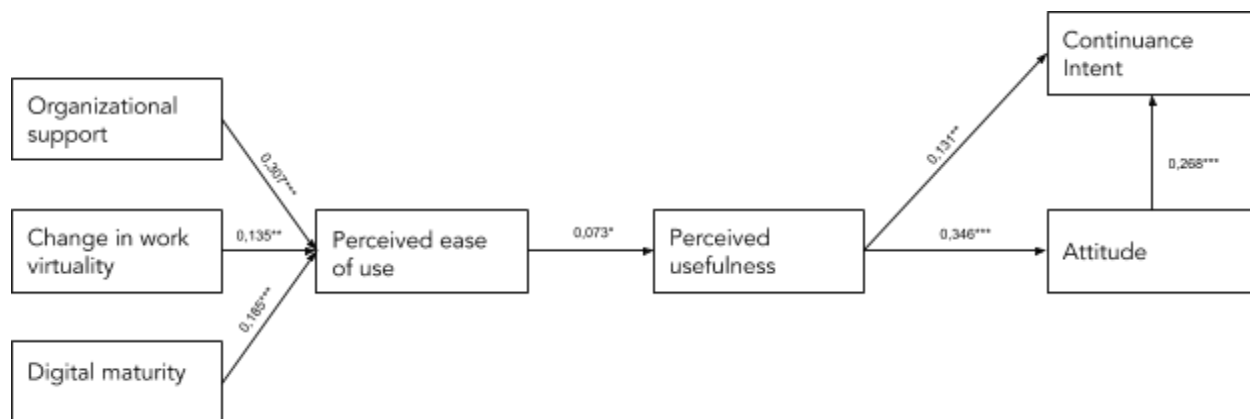 Continuance
Intent
Organizational
support
0,307***
0,131**
0,268***
Change in work
virtuality
0,135**
Perceived ease
of use
0,073*
Perceived
usefulness
0,346***
Attitude
0,185***
Digital maturity